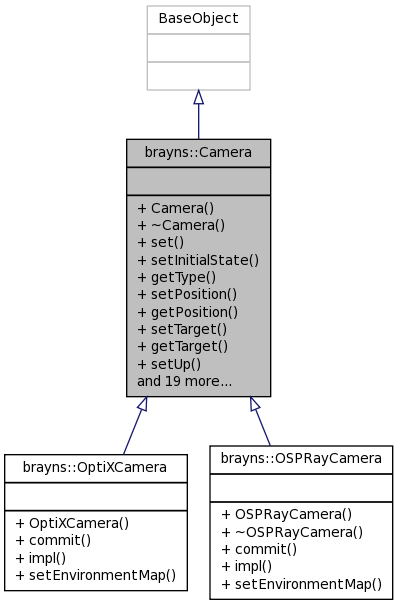 BaseObject
brayns::Camera
+ Camera()
+ ~Camera()
+ set()
+ setInitialState()
+ getType()
+ setPosition()
+ getPosition()
+ setTarget()
+ getTarget()
+ setUp()
and 19 more...
brayns::OptiXCamera
+ OptiXCamera()
+ commit()
+ impl()
+ setEnvironmentMap()
brayns::OSPRayCamera
+ OSPRayCamera()
+ ~OSPRayCamera()
+ commit()
+ impl()
+ setEnvironmentMap()